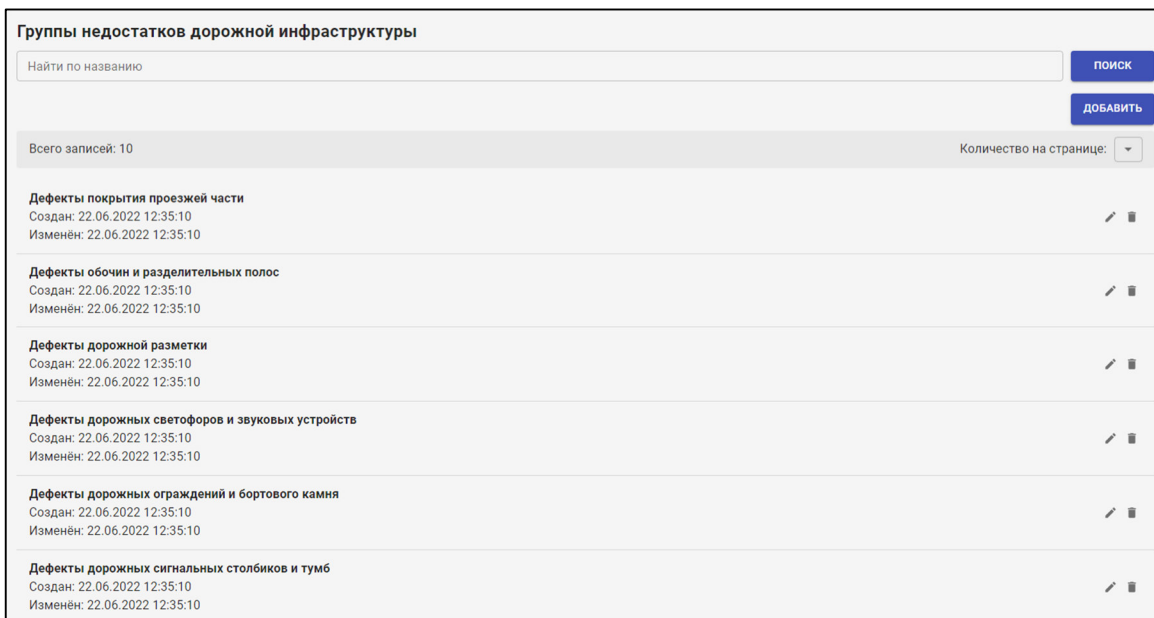 Группы недостатков дорожной инфраструктуры
Найти по названию
ПОИСК
ДОБАВИТЬ
Всего записей: 10
Количество на странице:
Дефекты покрытия проезжей части
Создан: 22.06.2022 12:35:10
Изменён: 22.06.2022 12:35:10
Дефекты обочин и разделительных полос
Создан: 22.06.2022 12:35:10
Изменён: 22.06.2022 12:35:10
Дефекты дорожной разметки
Создан: 22.06.2022 12:35:10
Изменён: 22.06.2022 12:35:10
Дефекты дорожных светофоров и звуковых устройств
Создан: 22.06.2022 12:35:10
Изменён: 22.06.2022 12:35:10
Дефекты дорожных ограждений и бортового камня
Создан: 22.06.2022 12:35:10
Изменён: 22.06.2022 12:35:10
Дефекты дорожных сигнальных столбиков и тумб
Создан: 22.06.2022 12:35:10
Изменён: 22.06.2022 12:35:10